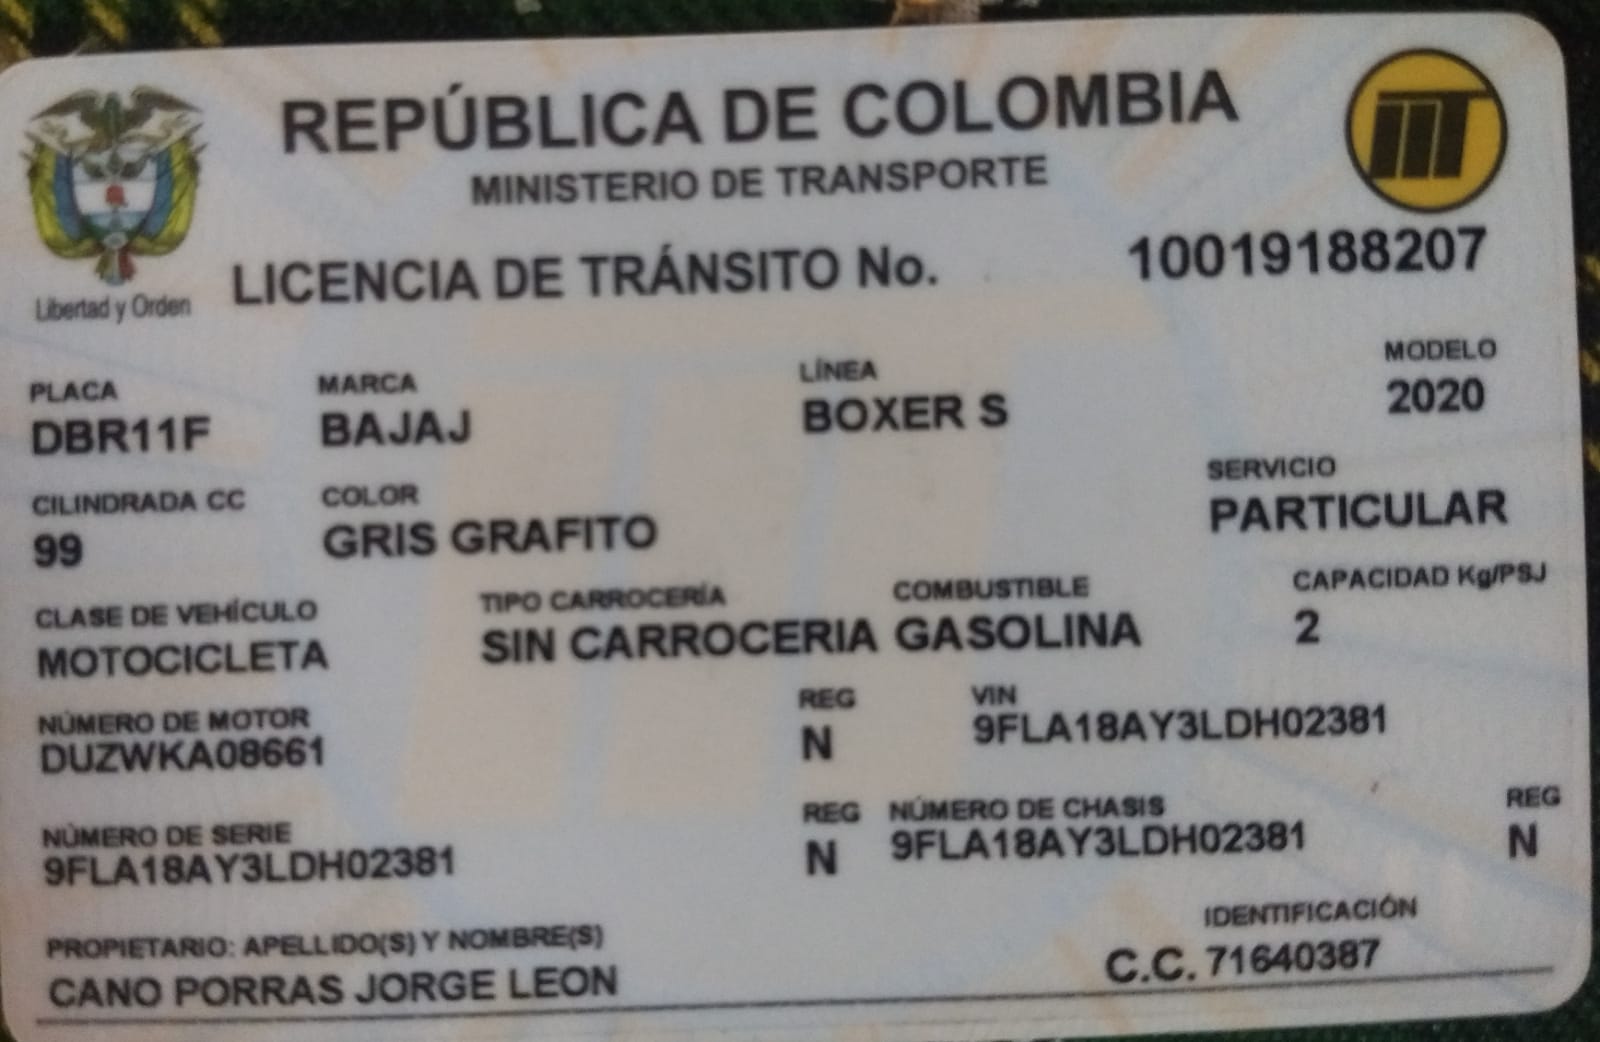 REPÚBLICA DE COLOMBIA
MINISTERIO DE TRANSPORTE
Libertad y Orden
LICENCIA DE TRÁNSITO No. 10019188207
PLACA MARCA LÍNEA MODELO
DBR11F BAJAJ BOXER S 2020
CILINDRADA CC COLOR SERVICIO
99 GRIS GRAFITO PARTICULAR
CLASE DE VEHÍCULO TIPO CARROCERÍA COMBUSTIBLE CAPACIDAD Kg/PSJ
MOTOCICLETA SIN CARROCERIA GASOLINA 2
NÚMERO DE MOTOR REG VIN
DUZWKA08661 N 9FLA18AY3LDH02381
NÚMERO DE SERIE REG NÚMERO DE CHASIS REG
9FLA18AY3LDH02381 N 9FLA18AY3LDH02381 N
PROPIETARIO: APELLIDO(S) Y NOMBRE(S) IDENTIFICACIÓN
CANO PORRAS JORGE LEON C.C. 71640387